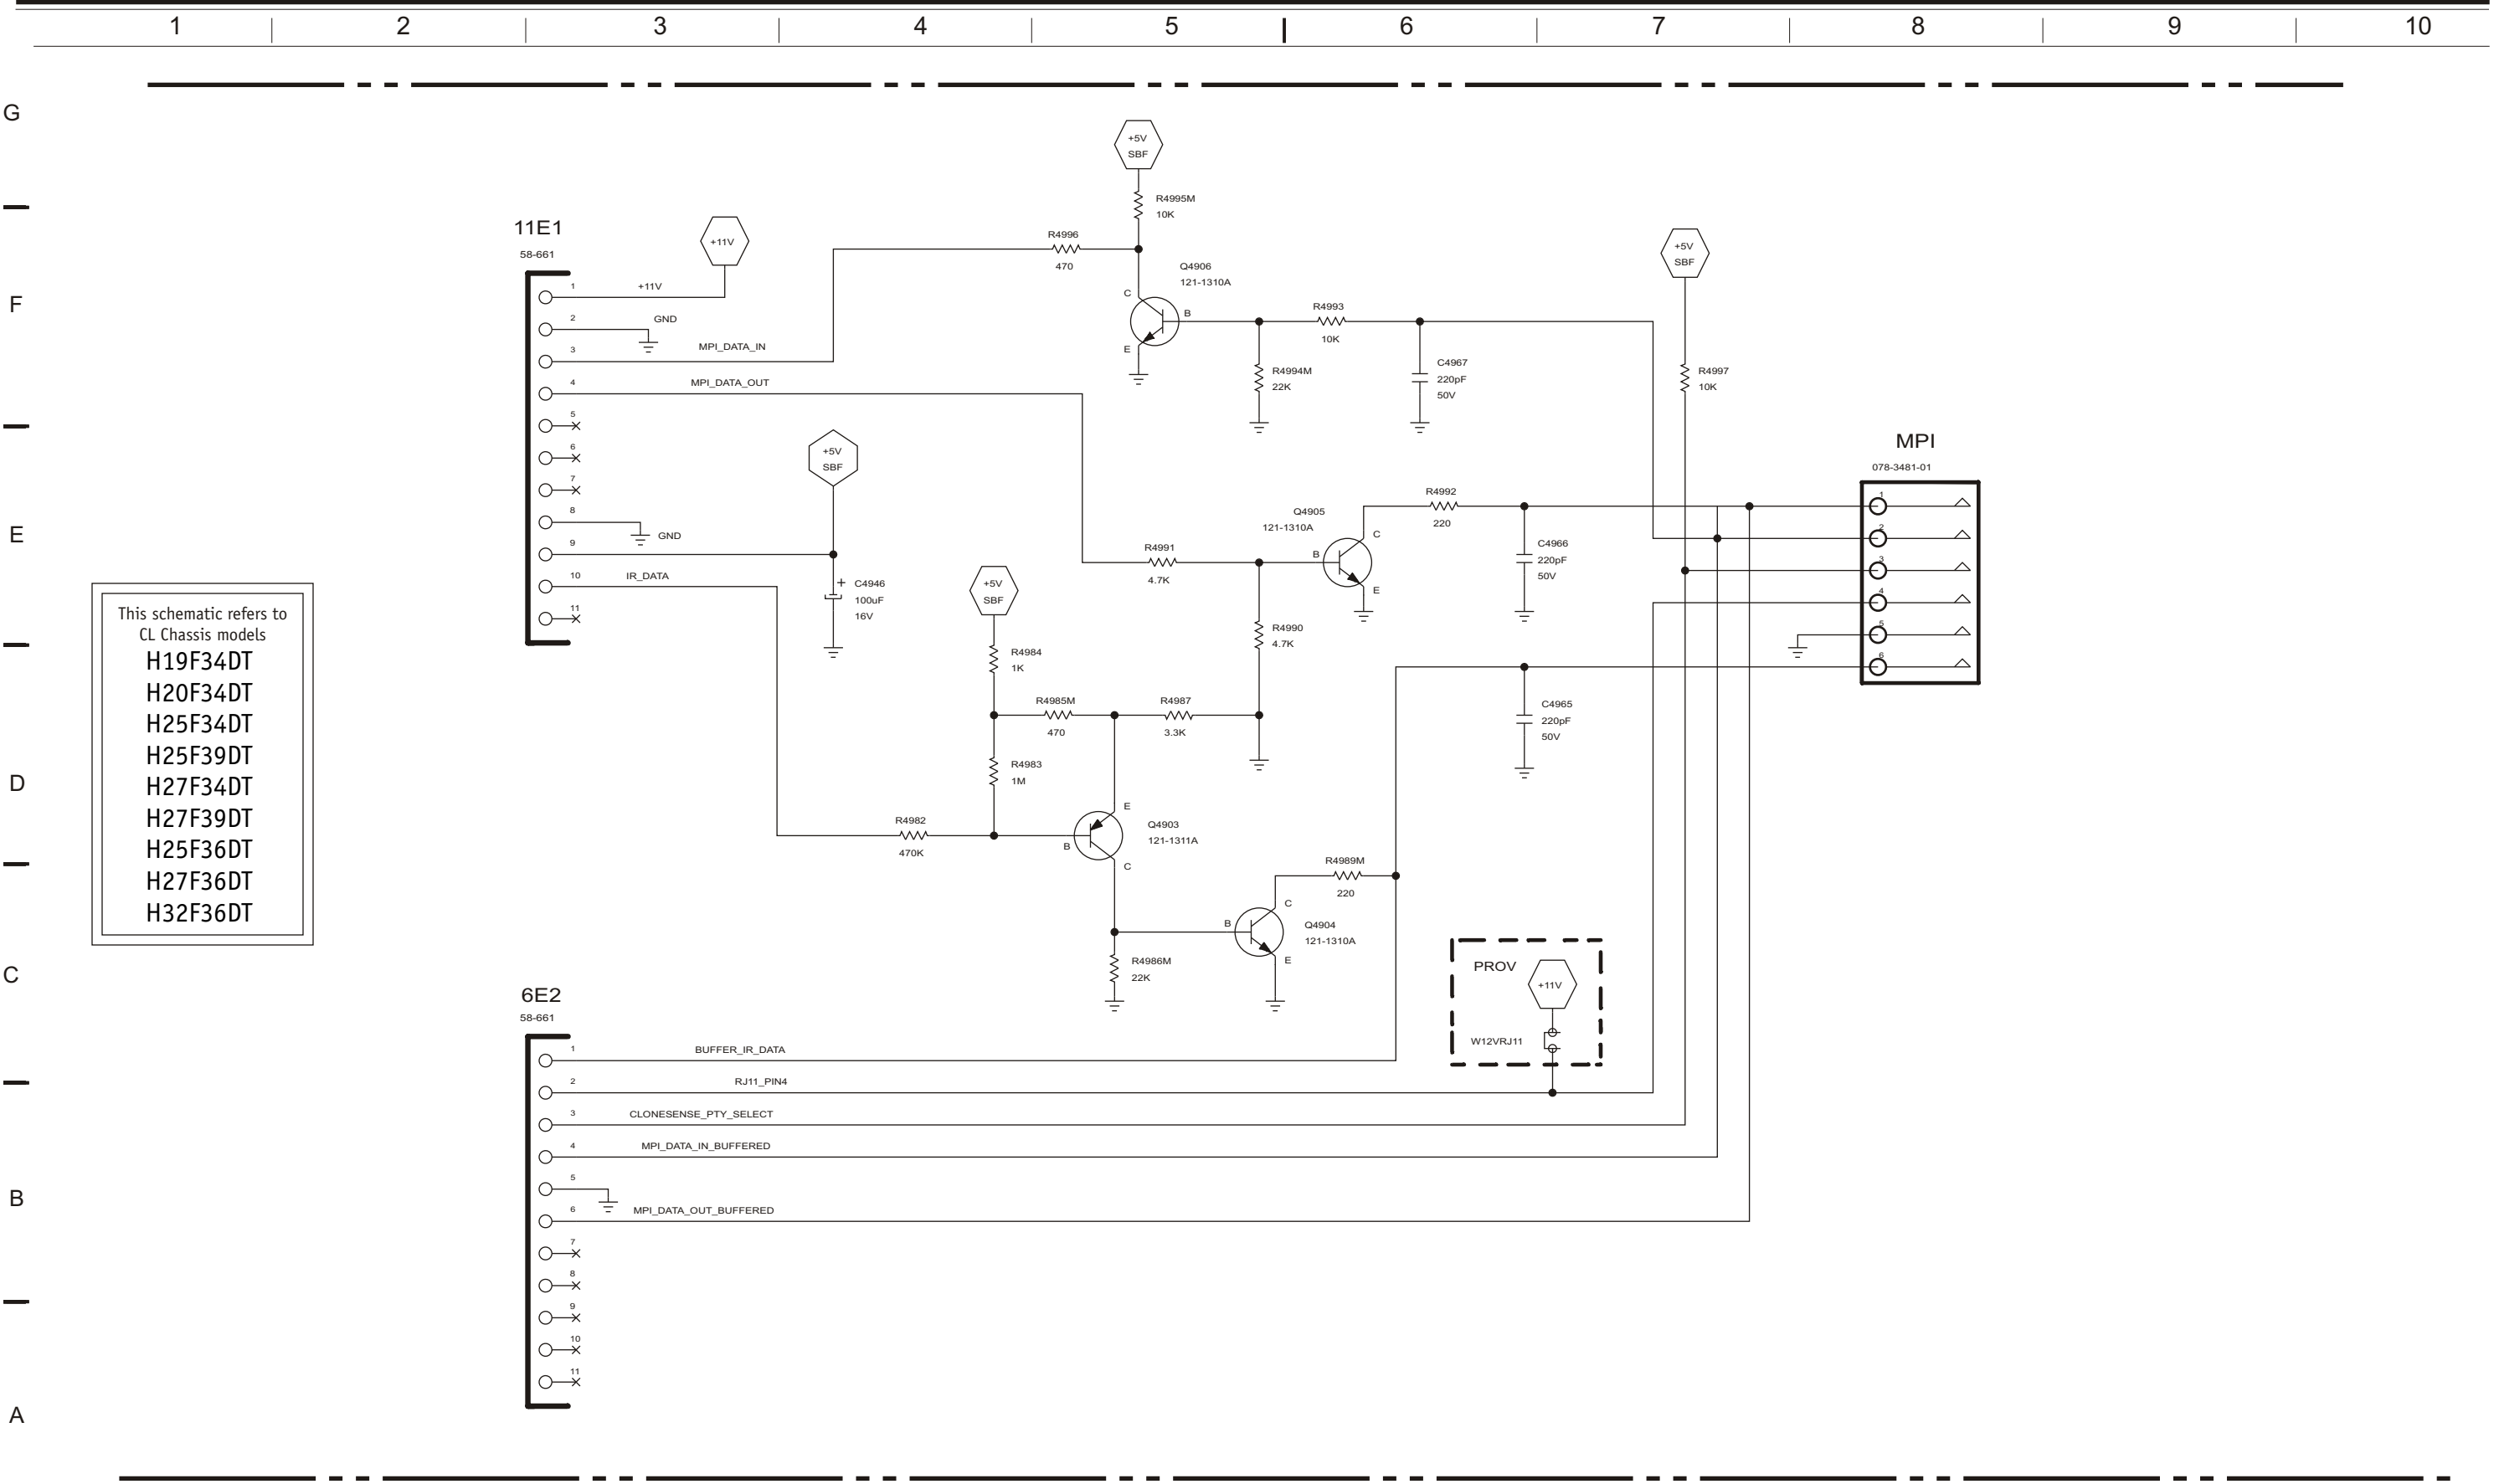 1 2 3 4 5 6 7 8 9 10
G
+5V
SBF
R4995M
10K
11E1
58-661
+11V
R4996
470
Q4906
121-1310A
C
B
E
+5V
SBF
F
1
+11V
2
GND
3
MPI_DATA_IN
4
MPI_DATA_OUT
5
6
7
8
GND
9
10
IR_DATA
11
R4993
10K
R4994M
22K
C4967
220pF
50V
R4997
10K
MPI
078-3481-01
1
2
3
4
5
6
E
+5V
SBF
+
C4946
100uF
16V
R4992
220
Q4905
121-1310A
C
B
E
R4991
4.7K
C4966
220pF
50V
R4990
4.7K
+5V
SBF
R4984
1K
This schematic refers to
CL Chassis models
H19F34DT
H20F34DT
H25F34DT
H25F39DT
H27F34DT
H27F39DT
H25F36DT
H27F36DT
H32F36DT
R4985M
470
R4987
3.3K
C4965
220pF
50V
D
R4983
1M
R4982
470K
E
B
C
Q4903
121-1311A
R4989M
220
C
B
E
Q4904
121-1310A
R4986M
22K
C
PROV
+11V
W12VRJ11
6E2
58-661
1
BUFFER_IR_DATA
2
RJ11_PIN4
3
CLONESENSE_PTY_SELECT
4
MPI_DATA_IN_BUFFERED
5
B
6
MPI_DATA_OUT_BUFFERED
7
8
9
10
11
A